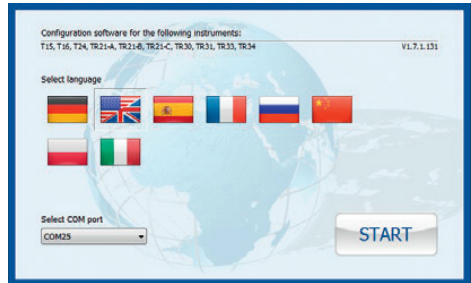 Configuration software for the following instruments:
T15, T16, T24, TR21-A, TR21-B, TR21-C, TR30, TR31, TR33, TR34
V1.7.1.131
Select language
Select COM port
COM25
START